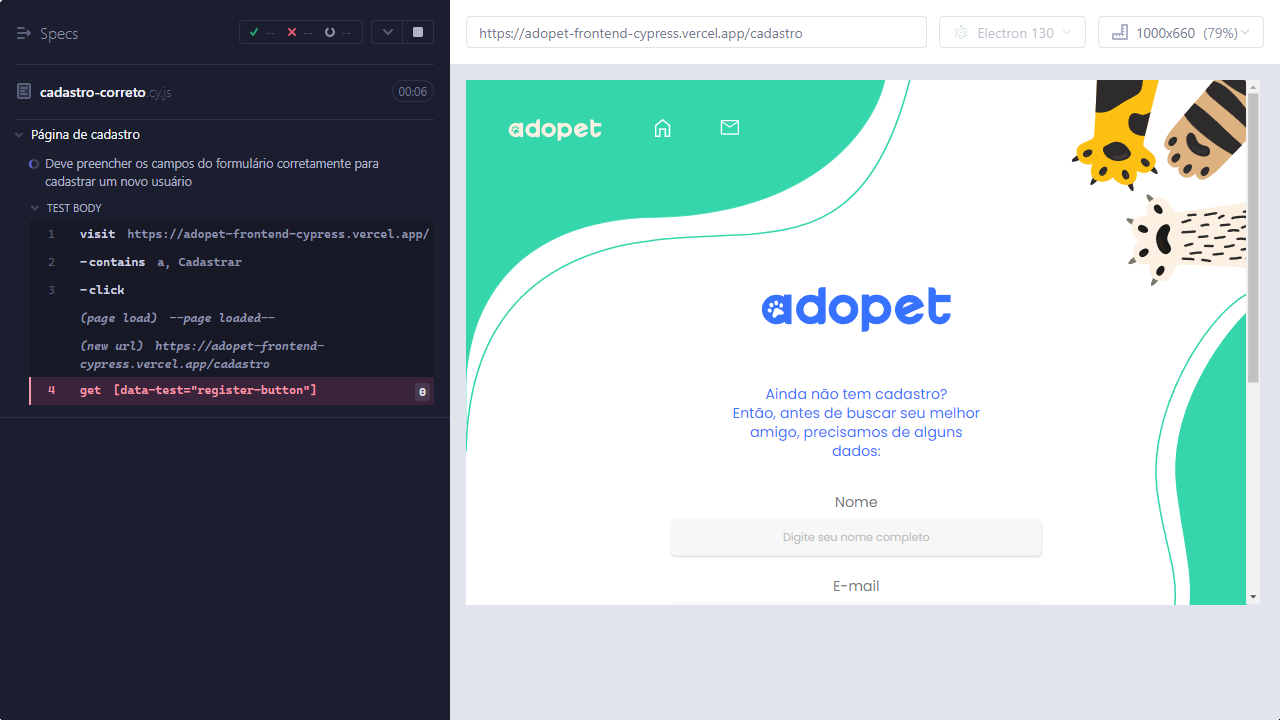 Specs
--
--
--
cadastro-correto.cy.js
00:06
Página de cadastro
Deve preencher os campos do formulário corretamente para
cadastrar um novo usuário
TEST BODY
1 visit https://adopet-frontend-cypress.vercel.app/
2 -contains a, Cadastrar
3 -click
(page load) --page loaded--
(new url) https://adopet-frontend-
cypress.vercel.app/cadastro
4 get [data-test="register-button"] 0
https://adopet-frontend-cypress.vercel.app/cadastro
Electron 130
1000x660 (79%)
adopet
adopet
Ainda não tem cadastro?
Então, antes de buscar seu melhor
amigo, precisamos de alguns
dados:
Nome
Digite seu nome completo
E-mail